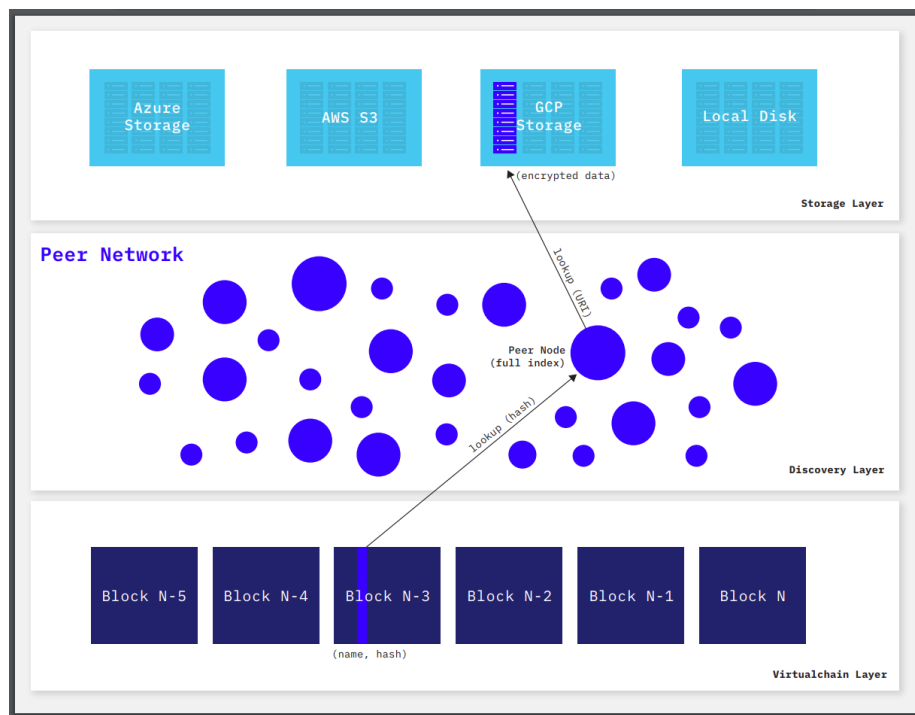 Azure
Storage
AWS S3
GCP
Storage
Local Disk
(encrypted data)
Storage Layer
Peer Network
lookup (URI)
Peer Node
(full index)
lookup (hash)
Discovery Layer
Block N-5
Block N-4
Block N-3
Block N-2
Block N-1
Block N
(name, hash)
Virtualchain Layer